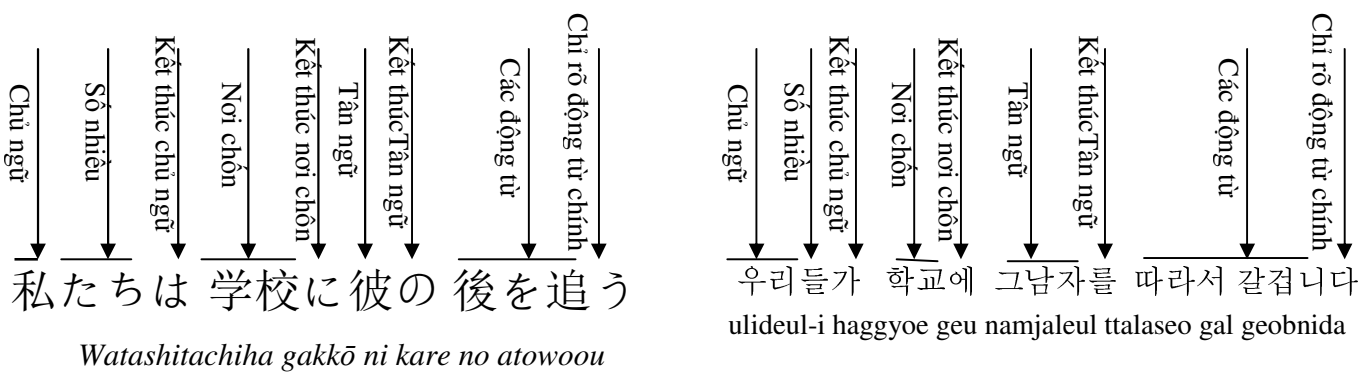 Chủ ngữ
Số nhiều
Kết thúc chủ ngữ
Nơi chốn
Kết thúc nơi chôn
Tân ngữ
Kết thúcTân ngữ
Các động từ
Chỉ rõ động từ chính
私たちは 学校に彼の 後を追う
Watashitachiha gakkō ni kare no atowoou
Chủ ngữ
Số nhiều
Kết thúc chủ ngữ
Nơi chốn
Kết thúc nơi chôn
Tân ngữ
Kết thúcTân ngữ
Các động từ
Chỉ rõ động từ chính
우리들가 학교에 그남자를 따라서 갈겁니다
ulideul-i haggyoe geu namjaleul ttalaseo gal geobnida